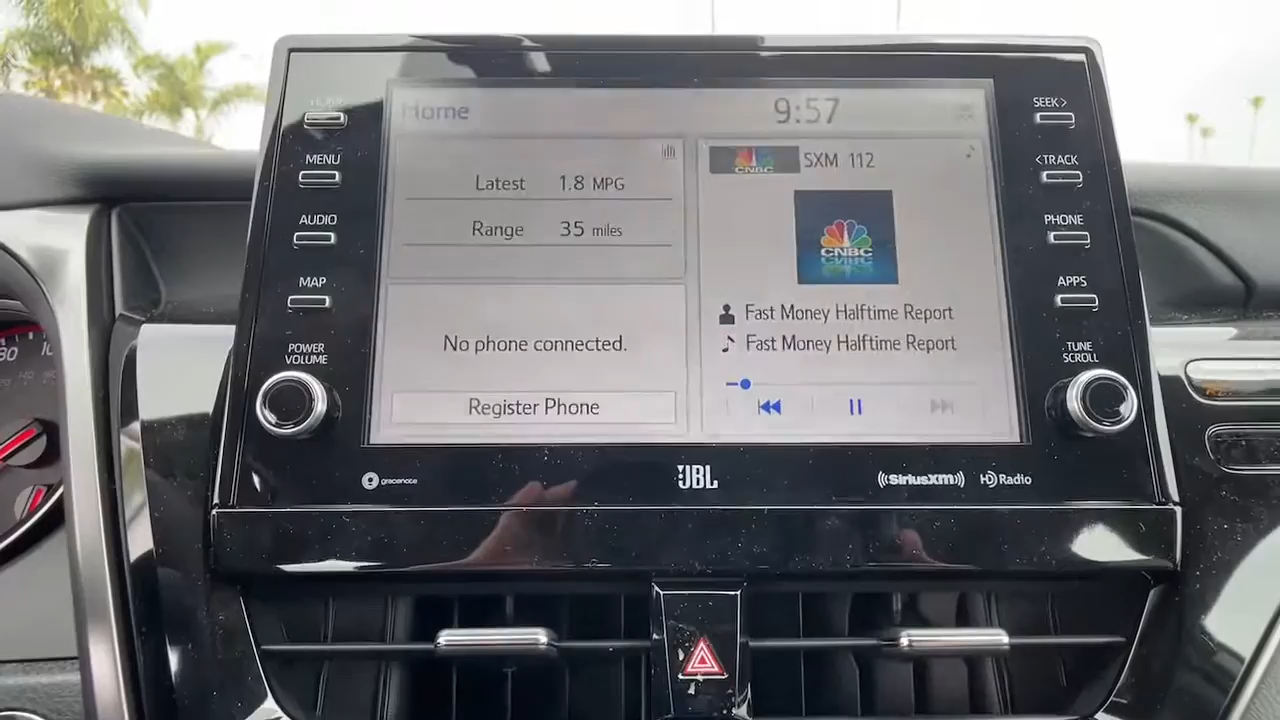 HOME
MENU
AUDIO
MAP
POWER
VOLUME
Home
9:57
Latest 1.8 MPG
Range 35 miles
No phone connected.
Register Phone
CNBC
SXM 112
CNBC
Fast Money Halftime Report
Fast Money Halftime Report
SEEK>
<TRACK
PHONE
APPS
TUNE
SCROLL
gracenote
JBL
((SiriusXM))
HD Radio